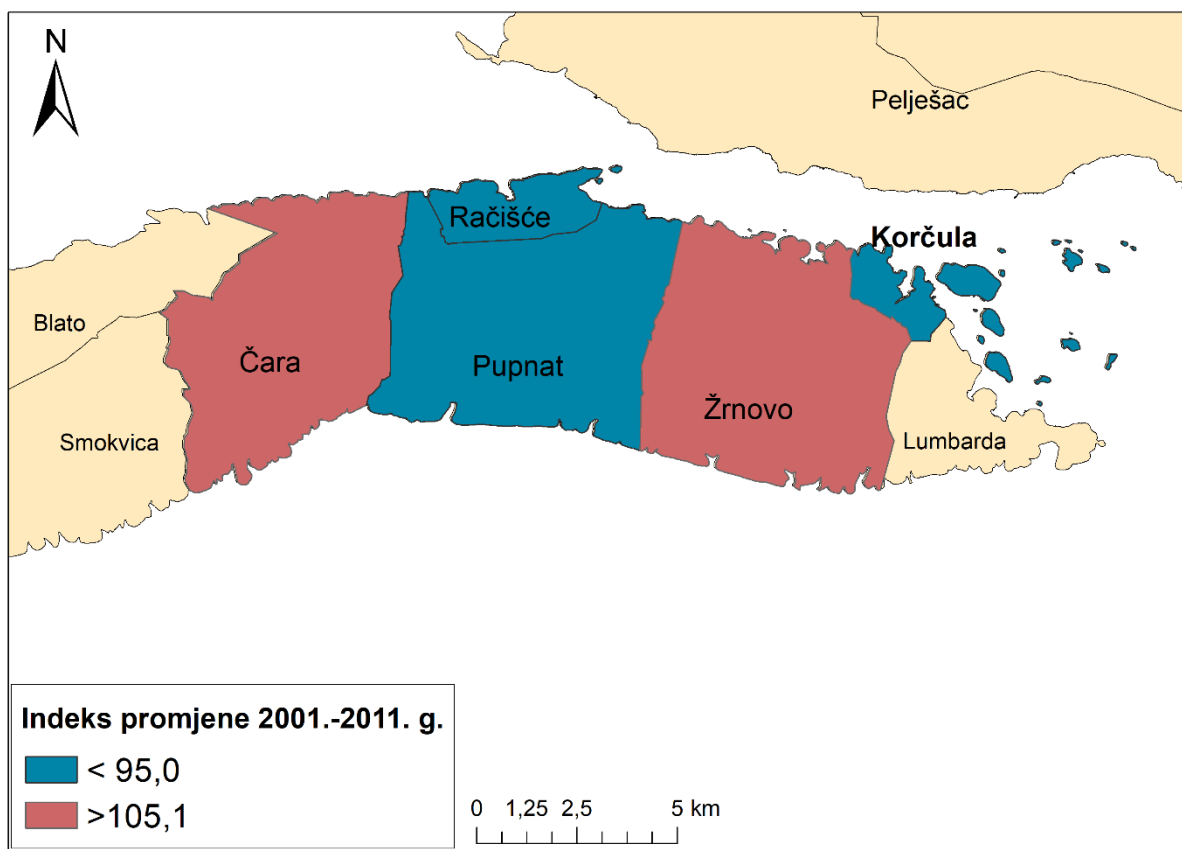 N
Pelješac
Račišće
Korčula
Blato
Čara
Pupnat
Žrnovo
Smokvica
Lumbarda
Indeks promjene 2001.-2011. g.
< 95,0
>105,1
0 1,25 2,5 5 km